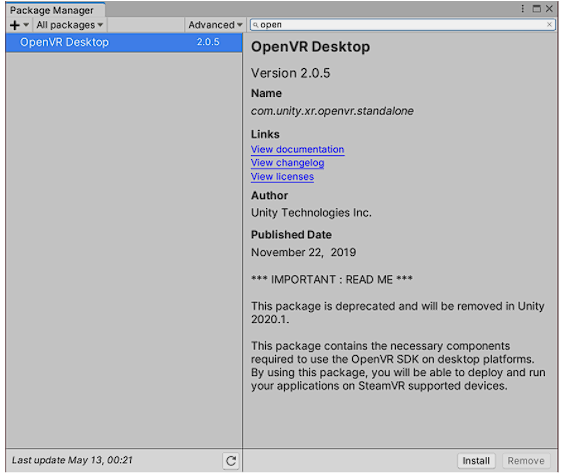 Package Manager
+ All packages Advanced open
OpenVR Desktop 2.0.5
OpenVR Desktop
Version 2.0.5
Name
com.unity.xr.openvr.standalone
Links
View documentation
View changelog
View licenses
Author
Unity Technologies Inc.
Published Date
November 22, 2019
*** IMPORTANT : READ ME ***
This package is deprecated and will be removed in Unity
2020.1.
This package contains the necessary components
required to use the OpenVR SDK on desktop platforms.
By using this package, you will be able to deploy and run
your applications on SteamVR supported devices.
Last update May 13, 00:21
Install Remove